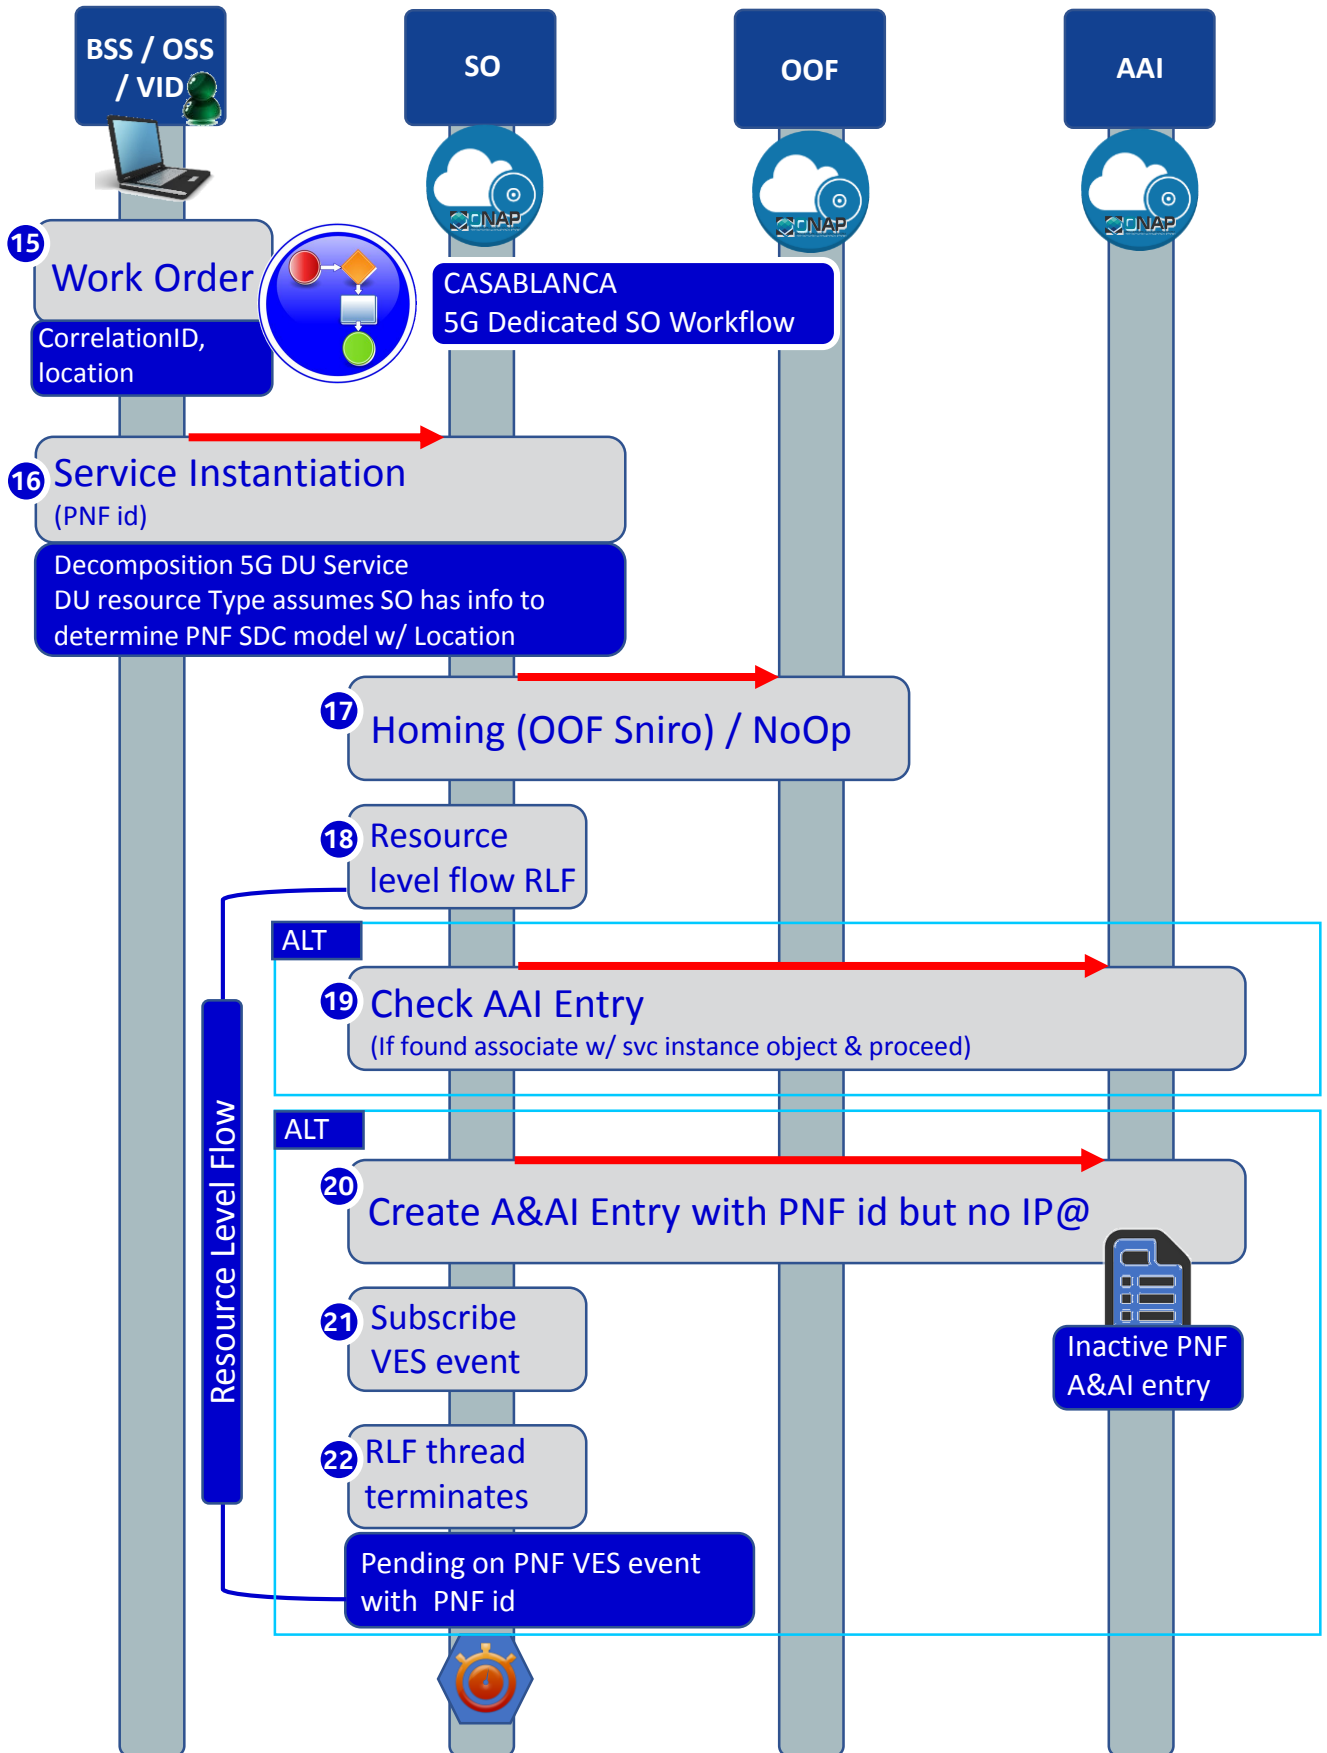 BSS / OSS
/ VID
SO
OOF
AAI
ONAP
ONAP
ONAP
15
Work Order
CorrelationID,
location
CASABLANCA
5G Dedicated SO Workflow
16
Service Instantiation
(PNF id)
Decomposition 5G DU Service
DU resource Type assumes SO has info to
determine PNF SDC model w/ Location
17
Homing (OOF Sniro) / NoOp
18
Resource
level flow RLF
ALT
19
Check AAI Entry
(If found associate w/ svc instance object & proceed)
Resource Level Flow
ALT
20
Create A&AI Entry with PNF id but no IP@
21
Subscribe
VES event
Inactive PNF
A&AI entry
22
RLF thread
terminates
Pending on PNF VES event
with PNF id